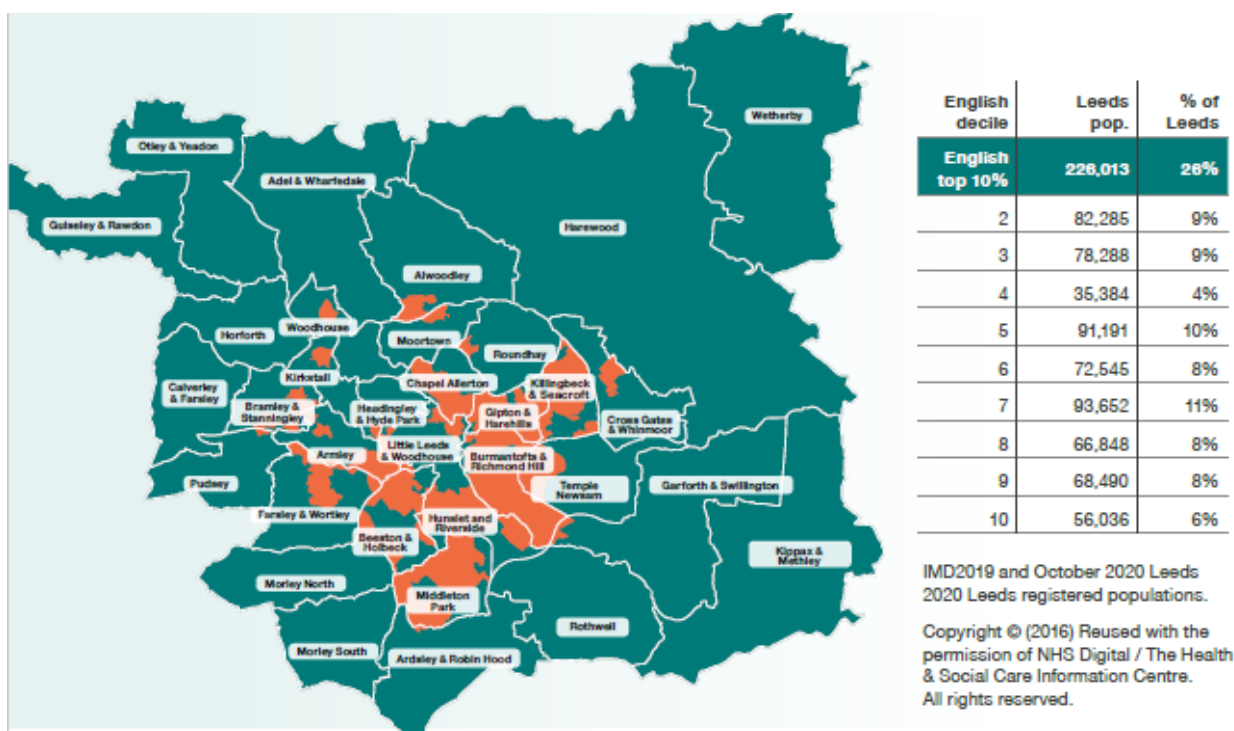 Wetherby
Otley & Yeadon
Adel & Wharfedale
Guiseley & Rawdon
Harewood
Alwoodley
Woodhouse
Horforth
Moortown
Roundhay
Kirkstall
Chapel Allerton
Killingbeck
& Seacroft
Calverley
& Farsley
Bramley &
Stanningley
Headingley
& Hyde Park
Gipton &
Harehills
Cross Gates
& Whinmoor
Little Leeds
& Woodhouse
Armley
Burmantofts &
Richmond Hill
Pudsey
Temple
Newsam
Garforth & Swillington
Farsley & Wortley
Hunslet and
Riverside
Beeston &
Holbeck
Kippax &
Methley
Morley North
Middleton
Park
Rothwell
Morley South
Ardsley & Robin Hood
English decile Leeds pop. % of Leeds
English top 10% 226,013 26%
2 82,285 9%
3 78,288 9%
4 35,384 4%
5 91,191 10%
6 72,545 8%
7 93,652 11%
8 66,848 8%
9 68,490 8%
10 56,036 6%
IMD2019 and October 2020 Leeds
2020 Leeds registered populations.
Copyright © (2016) Reused with the
permission of NHS Digital / The Health
& Social Care Information Centre.
All rights reserved.